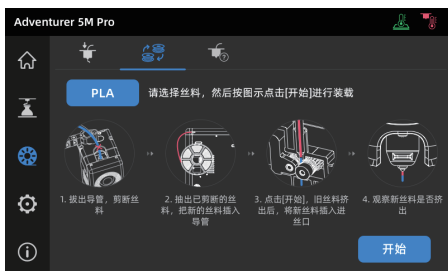 Adventurer 5M Pro
PLA
请选择丝料，然后按图示点击[开始]进行装载
1. 拔出导管，剪断丝
料
2. 抽出已剪断的丝
料，把新的丝料插入
导管
3. 点击[开始]，旧丝料挤
出后，将新丝料插入进
丝口
4. 观察新丝料是否挤
出
开始